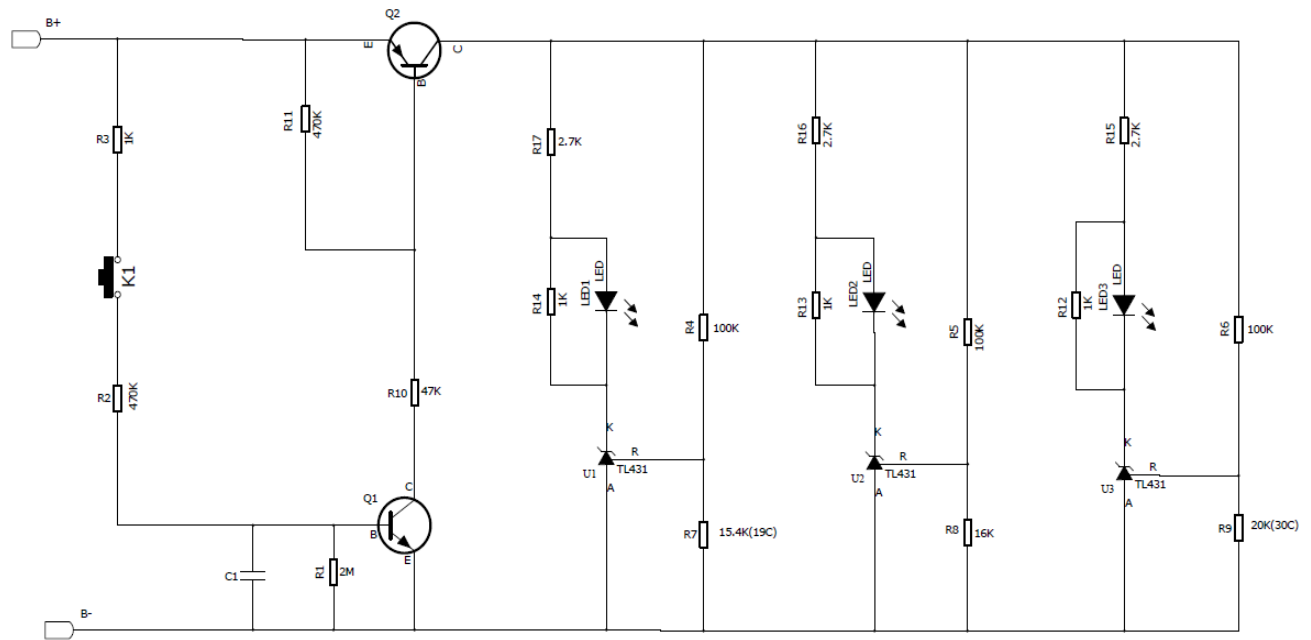 B+
Q2
E
C
B
R3
1K
R11
470K
R17
2.7K
R16
2.7K
R15
2.7K
K1
R14
1K
LED1
LED
R4
100K
R13
1K
LED2
LED
R5
100K
R12
1K
LED3
LED
R6
100K
R2
470K
R10
47K
K
R
U1
TL431
A
K
R
U2
TL431
A
K
R
U3
TL431
A
Q1
C
B
E
R7
15.4K(19C)
R8
16K
R9
20K(30C)
C1
R1
2M
B-